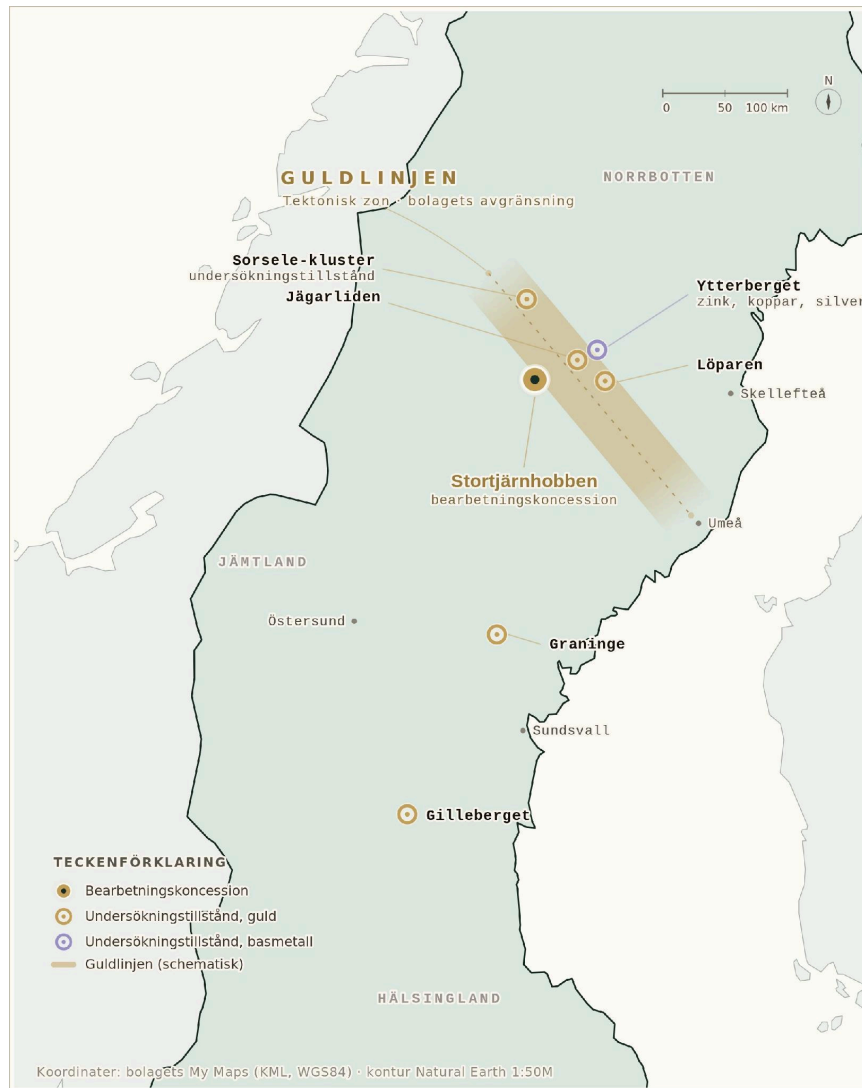 N
0 50 100 km
NORRBOTTEN
GULDLINJEN
Tektonisk zon · bolagets avgränsning
Sorsele-kluster
undersökningstillstånd
Jägarliden
Ytterberget
zink, koppar, silver
Löparen
Skellefteå
Stortjärnhobben
bearbetningskoncession
Umeå
JÄMTLAND
Östersund
Graninge
Sundsvall
Gilleberget
TECKENFÖRKLARING
Bearbetningskoncession
Undersökningstillstånd, guld
Undersökningstillstånd, basmetall
Guldlinjen (schematisk)
HÄLSINGLAND
Koordinater: bolagets My Maps (KML, WGS84) · kontur Natural Earth 1:50M